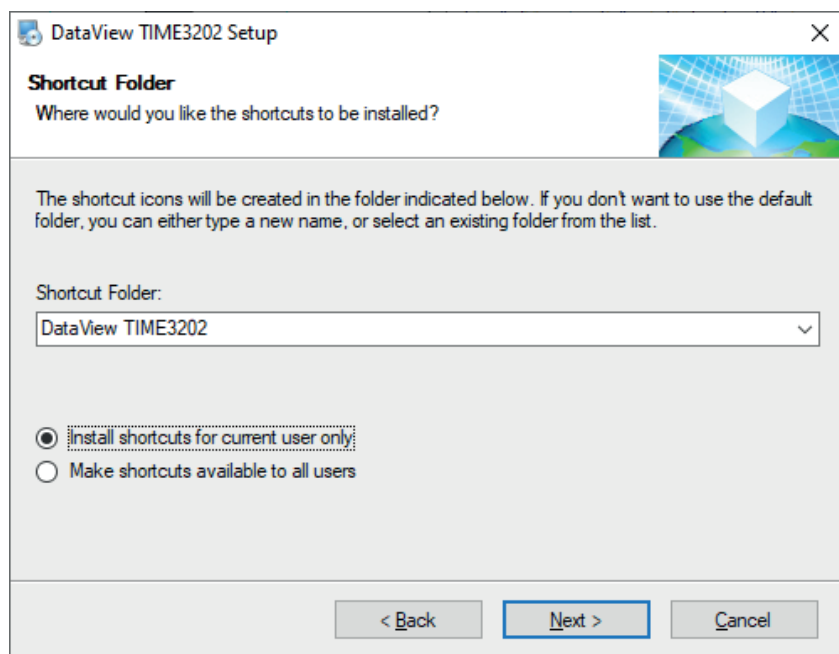 DataView TIME3202 Setup
Shortcut Folder
Where would you like the shortcuts to be installed?
The shortcut icons will be created in the folder indicated below. If you don't want to use the default
folder, you can either type a new name, or select an existing folder from the list.
Shortcut Folder:
DataView TIME3202
Install shortcuts for current user only
Make shortcuts available to all users
< Back
Next >
Cancel